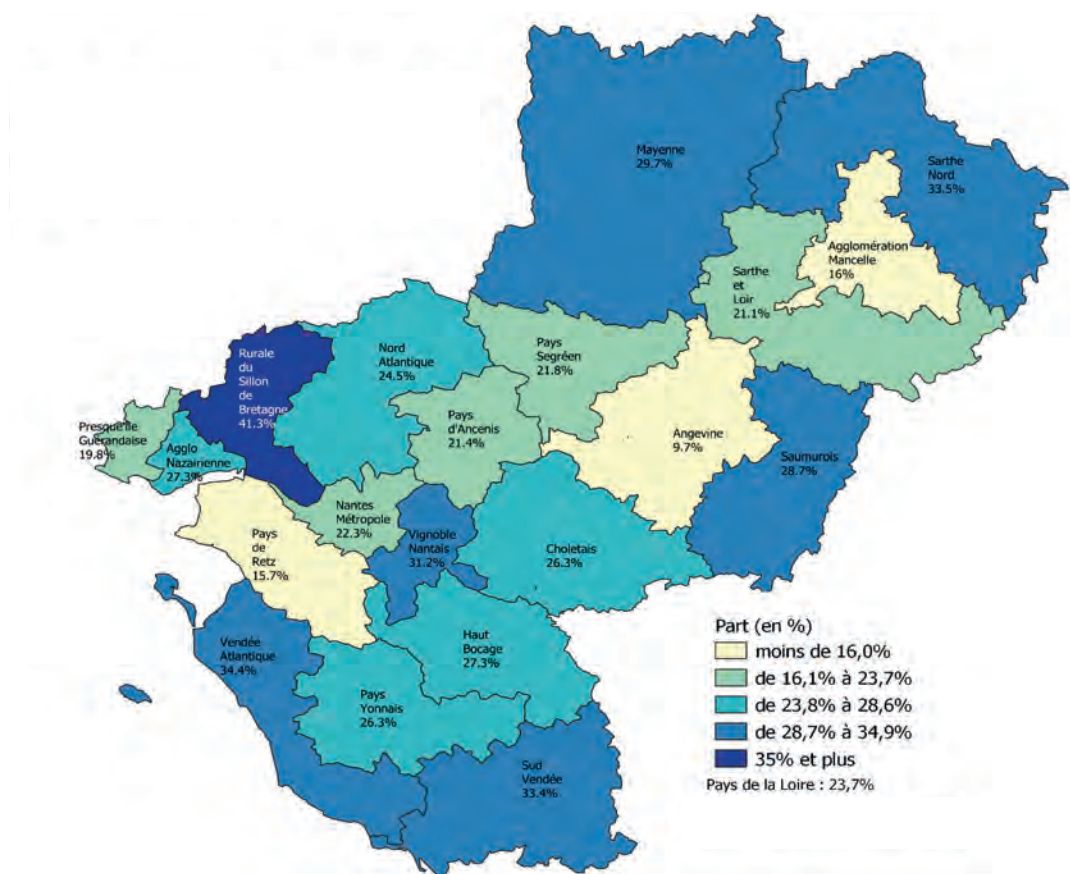 Mayenne
29.7%
Sarthe
Nord
33.5%
Agglomération
Mancelle
16%
Sarthe
et
Loir
21.1%
Rurale
du
Sillon
de
Bretagne
41.3%
Nord
Atlantique
24.5%
Pays
Segréen
21.8%
Pays
d'Ancenis
21.4%
Presqu'île
Guérandaise
19.8%
Agglo
Nazairienne
27.3%
Angevine
9.7%
Saumurois
28.7%
Nantes
Métropole
22.3%
Vignoble
Nantais
31.2%
Choletais
26.3%
Pays
de
Retz
15.7%
Vendée
Atlantique
34.4%
Haut
Bocage
27.3%
Pays
Yonnais
26.3%
Sud
Vendée
33.4%
Part (en %)
moins de 16,0%
de 16,1% à 23,7%
de 23,8% à 28,6%
de 28,7% à 34,9%
35% et plus
Pays de la Loire : 23,7%